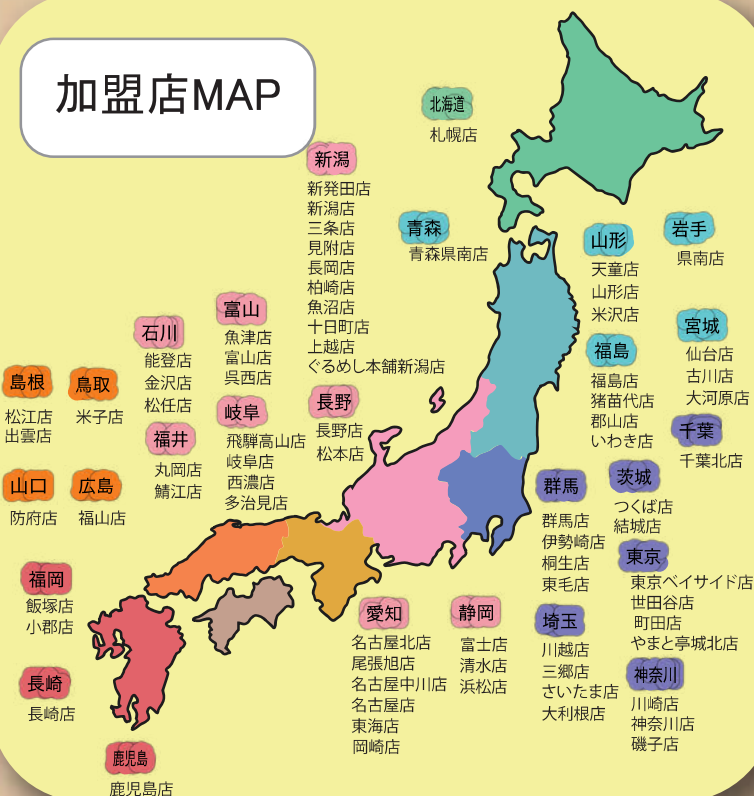 加盟店MAP
北海道
札幌店
新潟
新発田店
新潟店
三条店
見附店
長岡店
柏崎店
魚沼店
十日町店
上越店
ぐるめし本舗新潟店
青森
青森県南店
山形
天童店
山形店
米沢店
岩手
県南店
宮城
仙台店
古川店
大河原店
福島
福島店
猪苗代店
郡山店
いわき店
富山
魚津店
富山店
呉西店
石川
能登店
金沢店
松任店
島根
松江店
出雲店
鳥取
米子店
岐阜
飛騨高山店
岐阜店
西濃店
多治見店
長野
長野店
松本店
福井
丸岡店
鯖江店
山口
防府店
広島
福山店
千葉
千葉北店
群馬
群馬店
伊勢崎店
桐生店
東毛店
茨城
つくば店
結城店
東京
東京ベイサイド店
世田谷店
町田店
やまと亭城北店
福岡
飯塚店
小郡店
長崎
長崎店
鹿児島
鹿児島店
愛知
名古屋北店
尾張旭店
名古屋中川店
名古屋店
東海店
岡崎店
静岡
富士店
清水店
浜松店
埼玉
川越店
三郷店
さいたま店
大利根店
神奈川
川崎店
神奈川店
磯子店